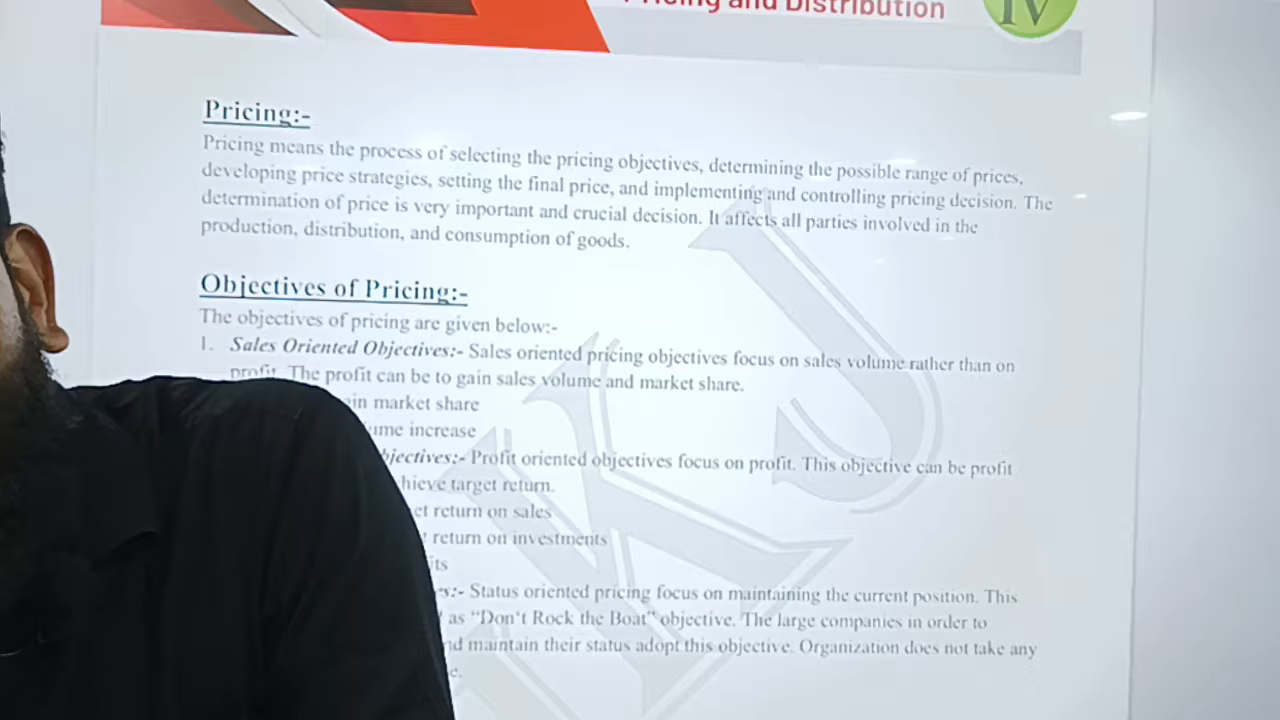 Pricing and Distribution
IV
Pricing:-
Pricing means the process of selecting the pricing objectives, determining the possible range of prices,
developing price strategies, setting the final price, and implementing and controlling pricing decision. The
determination of price is very important and crucial decision. It affects all parties involved in the
production, distribution, and consumption of goods.
Objectives of Pricing:-
The objectives of pricing are given below:-
1. Sales Oriented Objectives:- Sales oriented pricing objectives focus on sales volume rather than on
profit. The profit can be to gain sales volume and market share.
market share
increase
Profit oriented objectives focus on profit. This objective can be profit
target return.
return on sales
return on investments
Status oriented pricing focus on maintaining the current position. This
as "Don't Rock the Boat" objective. The large companies in order to
maintain their status adopt this objective. Organization does not take any
KU